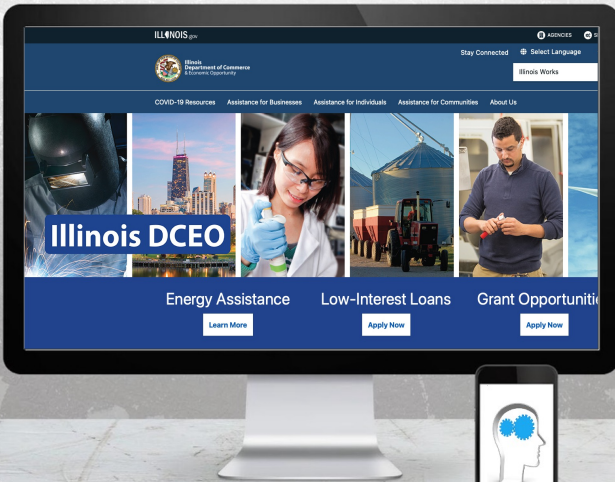 ILLINOIS.gov
AGENCIES
Stay Connected
Select Language
Illinois
Department of Commerce
& Economic Opportunity
Illinois Works
COVID-19 Resources
Assistance for Businesses
Assistance for Individuals
Assistance for Communities
About Us
Illinois DCEO
Energy Assistance
Low-Interest Loans
Grant Opportuniti
Learn More
Apply Now
Apply Now